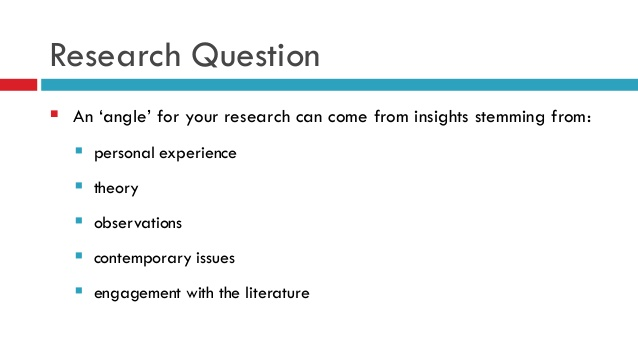 Research Question
An ‘angle’ for your research can come from insights stemming from:
personal experience
theory
observations
contemporary issues
engagement with the literature